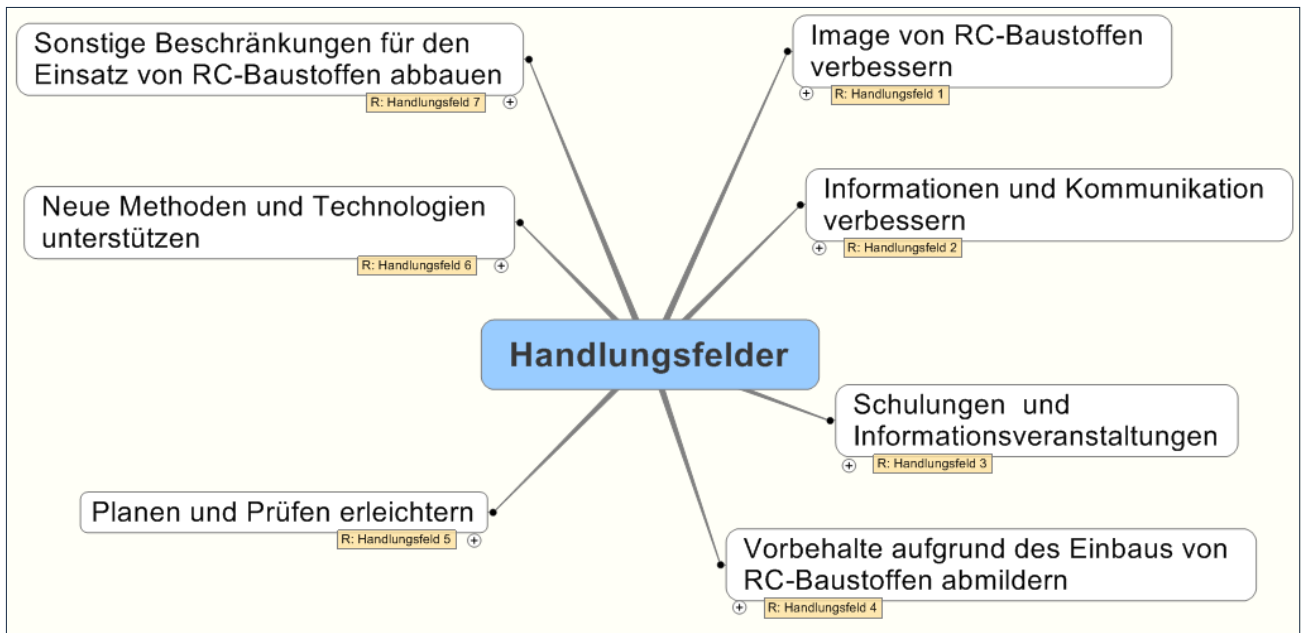 Handlungsfelder
Image von RC-Baustoffen
verbessern
R: Handlungsfeld 1
Informationen und Kommunikation
verbessern
R: Handlungsfeld 2
Schulungen und
Informationsveranstaltungen
R: Handlungsfeld 3
Vorbehalte aufgrund des Einbaus von
RC-Baustoffen abmildern
R: Handlungsfeld 4
Planen und Prüfen erleichtern
R: Handlungsfeld 5
Neue Methoden und Technologien
unterstützen
R: Handlungsfeld 6
Sonstige Beschränkungen für den
Einsatz von RC-Baustoffen abbauen
R: Handlungsfeld 7